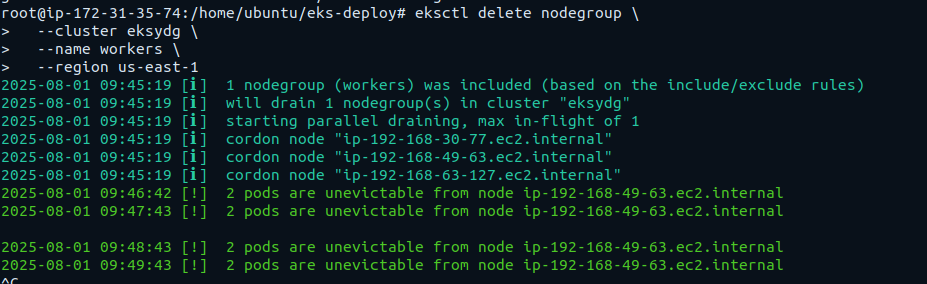 root@ip-172-31-35-74:/home/ubuntu/eks-deploy# eksctl delete nodegroup \
>   --cluster eksydg \
>   --name workers \
>   --region us-east-1
2025-08-01 09:45:19 [ℹ]  1 nodegroup (workers) was included (based on the include/exclude rules)
2025-08-01 09:45:19 [ℹ]  will drain 1 nodegroup(s) in cluster "eksydg"
2025-08-01 09:45:19 [ℹ]  starting parallel draining, max in-flight of 1
2025-08-01 09:45:19 [ℹ]  cordon node "ip-192-168-30-77.ec2.internal"
2025-08-01 09:45:19 [ℹ]  cordon node "ip-192-168-49-63.ec2.internal"
2025-08-01 09:45:19 [ℹ]  cordon node "ip-192-168-63-127.ec2.internal"
2025-08-01 09:46:42 [!]  2 pods are unevictable from node ip-192-168-49-63.ec2.internal
2025-08-01 09:47:43 [!]  2 pods are unevictable from node ip-192-168-49-63.ec2.internal
2025-08-01 09:48:43 [!]  2 pods are unevictable from node ip-192-168-49-63.ec2.internal
2025-08-01 09:49:43 [!]  2 pods are unevictable from node ip-192-168-49-63.ec2.internal
^C